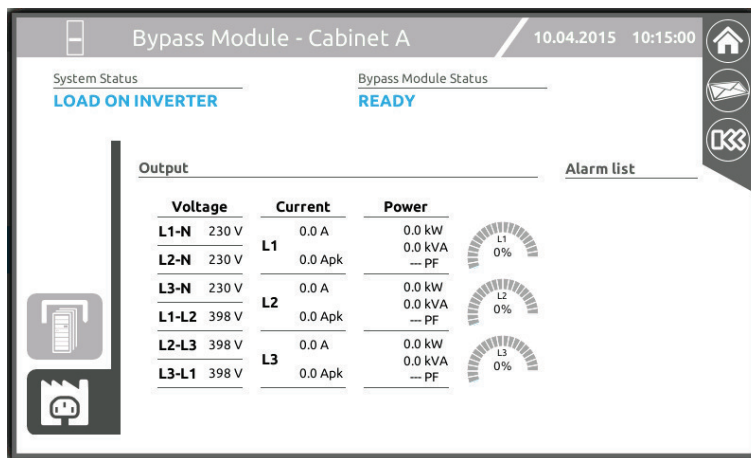 Bypass Module - Cabinet A
10.04.2015 10:15:00
System Status
Bypass Module Status
LOAD ON INVERTER
READY
Output
Alarm list
Voltage
Current
Power
L1-N 230 V
L2-N 230 V
L3-N 230 V
L1-L2 398 V
L2-L3 398 V
L3-L1 398 V
L1
0.0 A
0.0 Apk
L2
0.0 A
0.0 Apk
L3
0.0 A
0.0 Apk
0.0 kW
0.0 kVA
--- PF
0.0 kW
0.0 kVA
--- PF
0.0 kW
0.0 kVA
--- PF
L1
0%
L2
0%
L3
0%